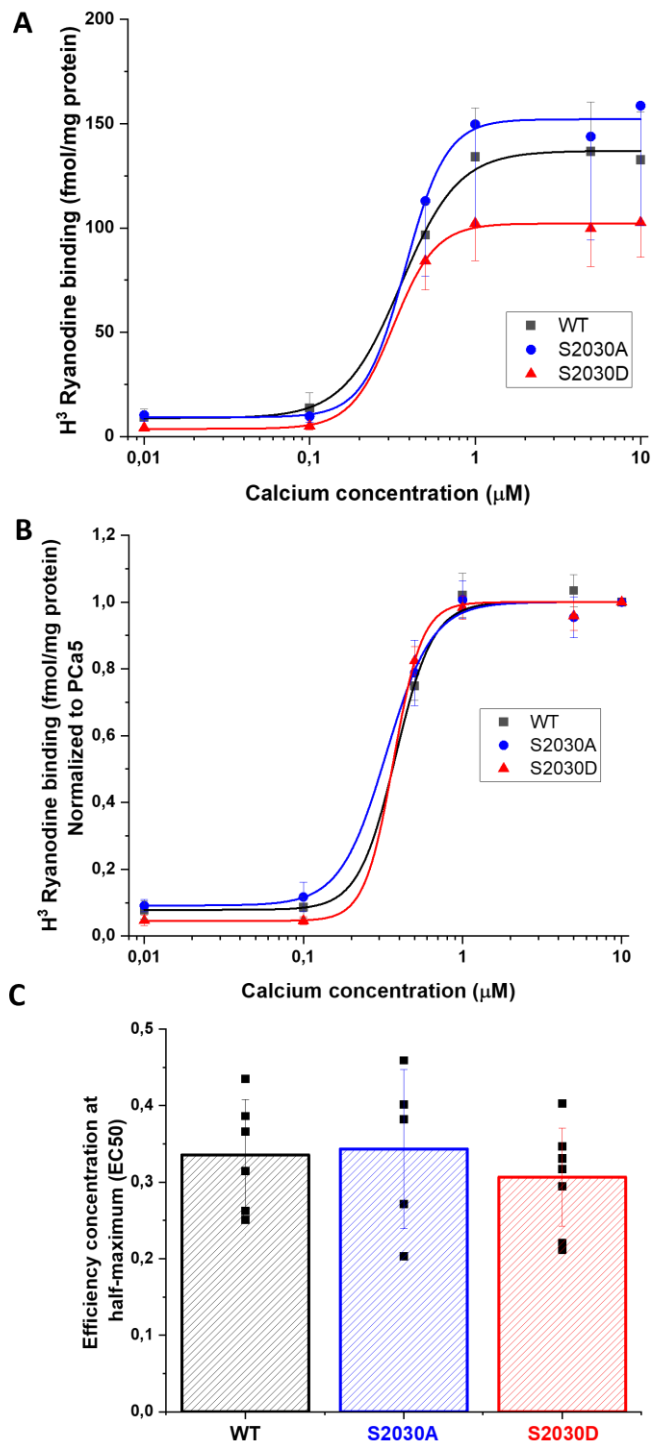 A
H³ Ryanodine binding (fmol/mg protein)
200
150
100
50
0
WT
S2030A
S2030D
0,01
0,1
1
10
Calcium concentration (μM)
B
H³ Ryanodine binding (fmol/mg protein)
Normalized to PCa5
1,2
1,0
0,8
0,6
0,4
0,2
0,0
WT
S2030A
S2030D
0,01
0,1
1
10
Calcium concentration (μM)
C
Efficiency concentration at
half-maximum (EC50)
0,5
0,4
0,3
0,2
0,1
0,0
WT
S2030A
S2030D